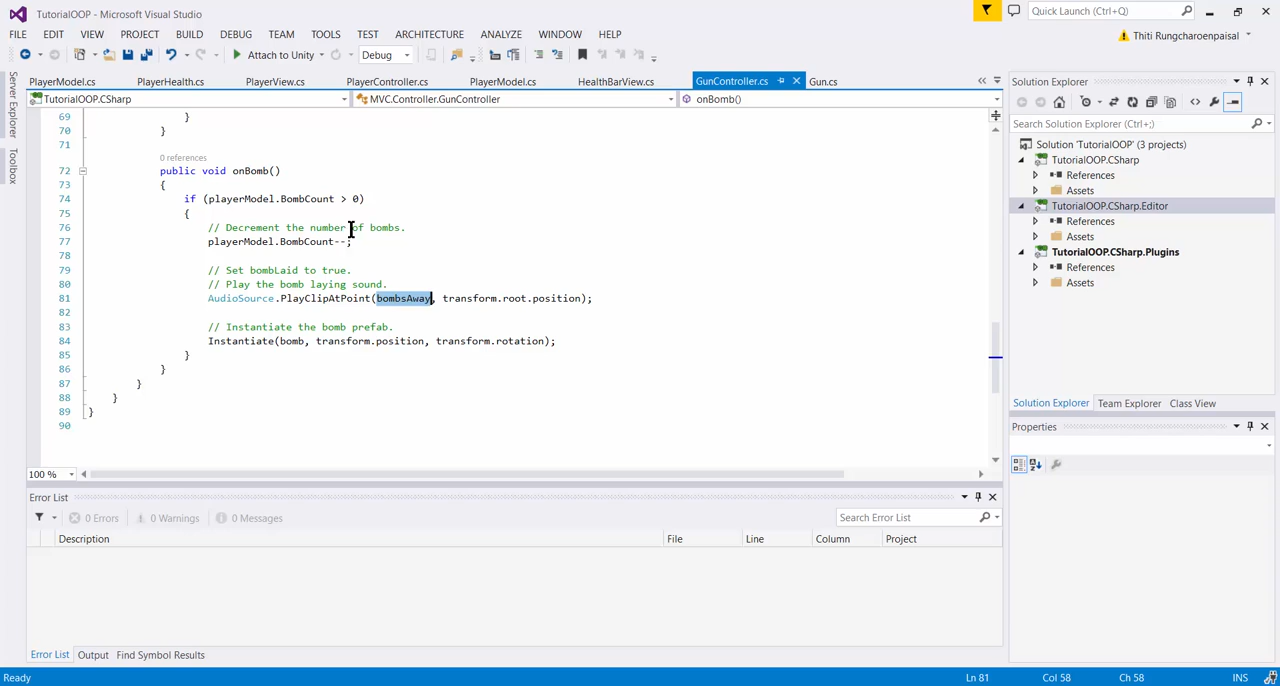 TutorialOOP - Microsoft Visual Studio
Quick Launch (Ctrl+Q)
FILE EDIT VIEW PROJECT BUILD DEBUG TEAM TOOLS TEST ARCHITECTURE ANALYZE WINDOW HELP
Thiti Rungcharoenpaisal
Attach to Unity Debug
Server Explorer
Toolbox
PlayerModel.cs PlayerHealth.cs PlayerView.cs PlayerController.cs PlayerModel.cs HealthBarView.cs GunController.cs Gun.cs
TutorialOOP.CSharp MVC.Controller.GunController onBomb()
69 }
70 }
71
0 references
72 public void onBomb()
73 {
74 if (playerModel.BombCount > 0)
75 {
76 // Decrement the number of bombs.
77 playerModel.BombCount--;
78
79 // Set bombLaid to true.
80 // Play the bomb laying sound.
81 AudioSource.PlayClipAtPoint(bombsAway, transform.root.position);
82
83 // Instantiate the bomb prefab.
84 Instantiate(bomb, transform.position, transform.rotation);
85 }
86 }
87 }
88 }
89 }
90
100 %
Solution Explorer
Search Solution Explorer (Ctrl+;)
Solution 'TutorialOOP' (3 projects)
TutorialOOP.CSharp
References
Assets
TutorialOOP.CSharp.Editor
References
Assets
TutorialOOP.CSharp.Plugins
References
Assets
Solution Explorer Team Explorer Class View
Properties
Error List
0 Errors 0 Warnings 0 Messages
Search Error List
Description File Line Column Project
Error List Output Find Symbol Results
Ready Ln 81 Col 58 Ch 58 INS